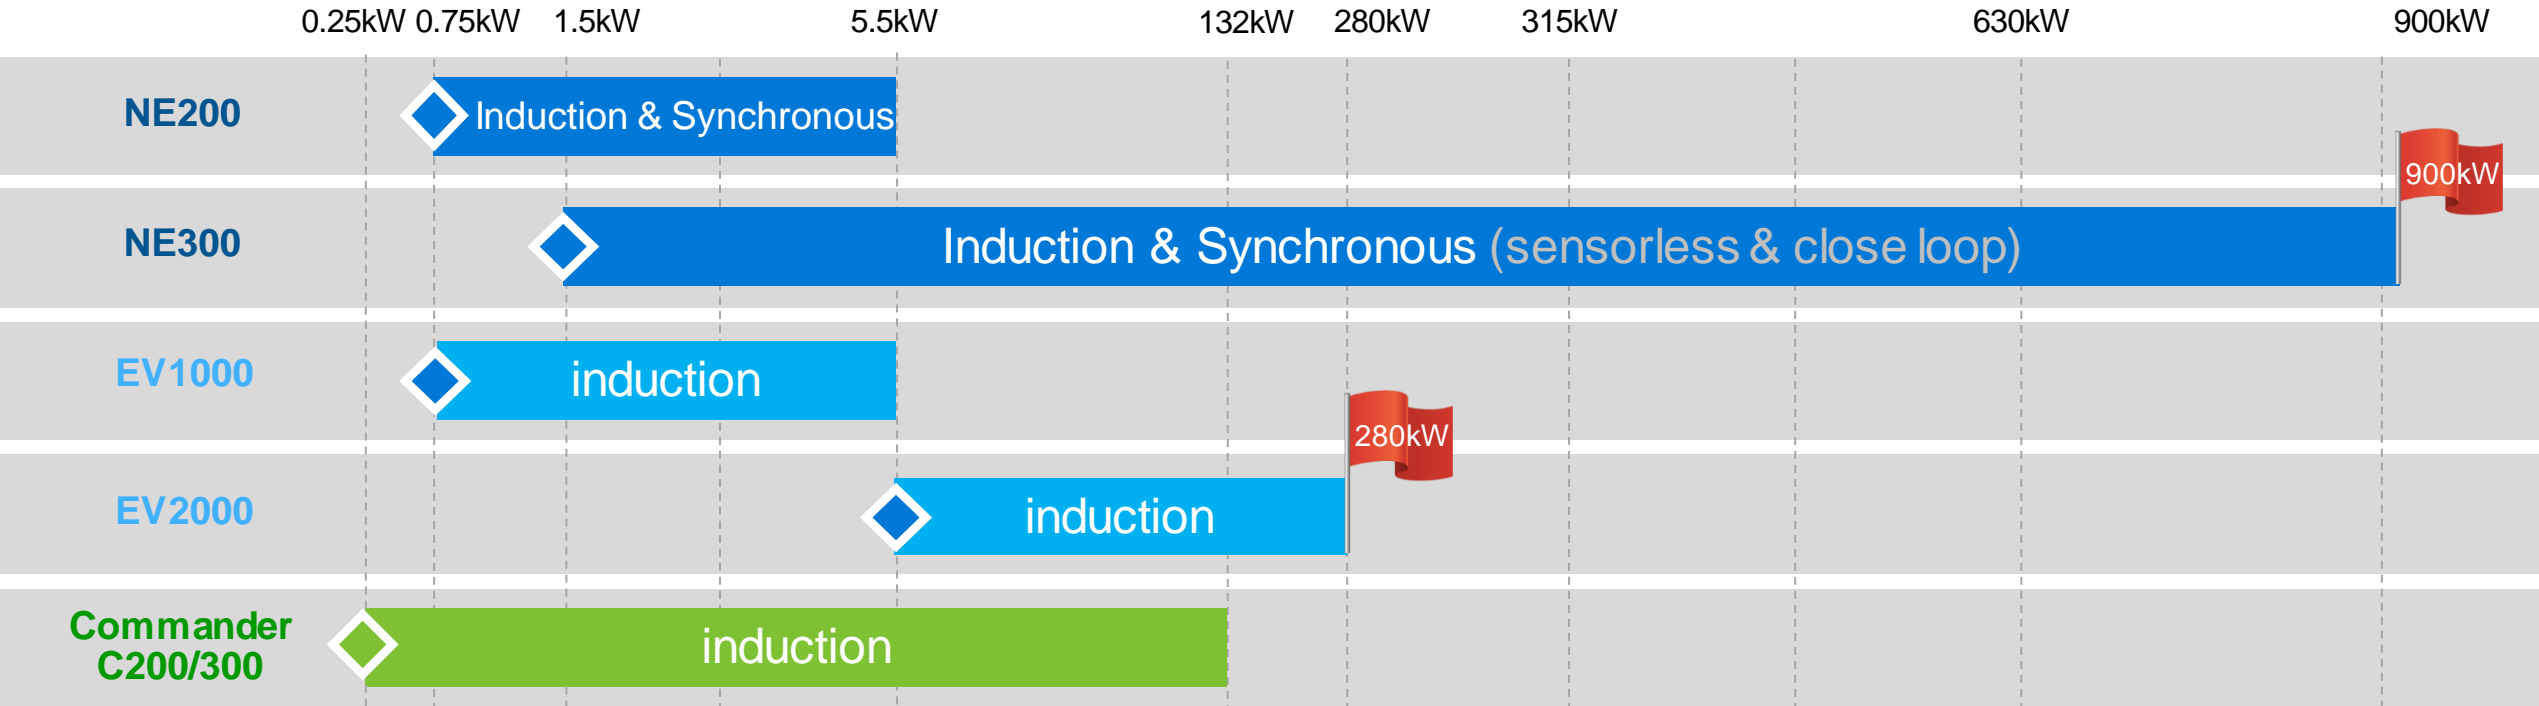 0.25kW 0.75kW 1.5kW 5.5kW 132kW 280kW 315kW 630kW 900kW
NE200 Induction & Synchronous
900kW
NE300 Induction & Synchronous (sensorless & close loop)
EV1000 induction
280kW
EV2000 induction
Commander
C200/300
induction